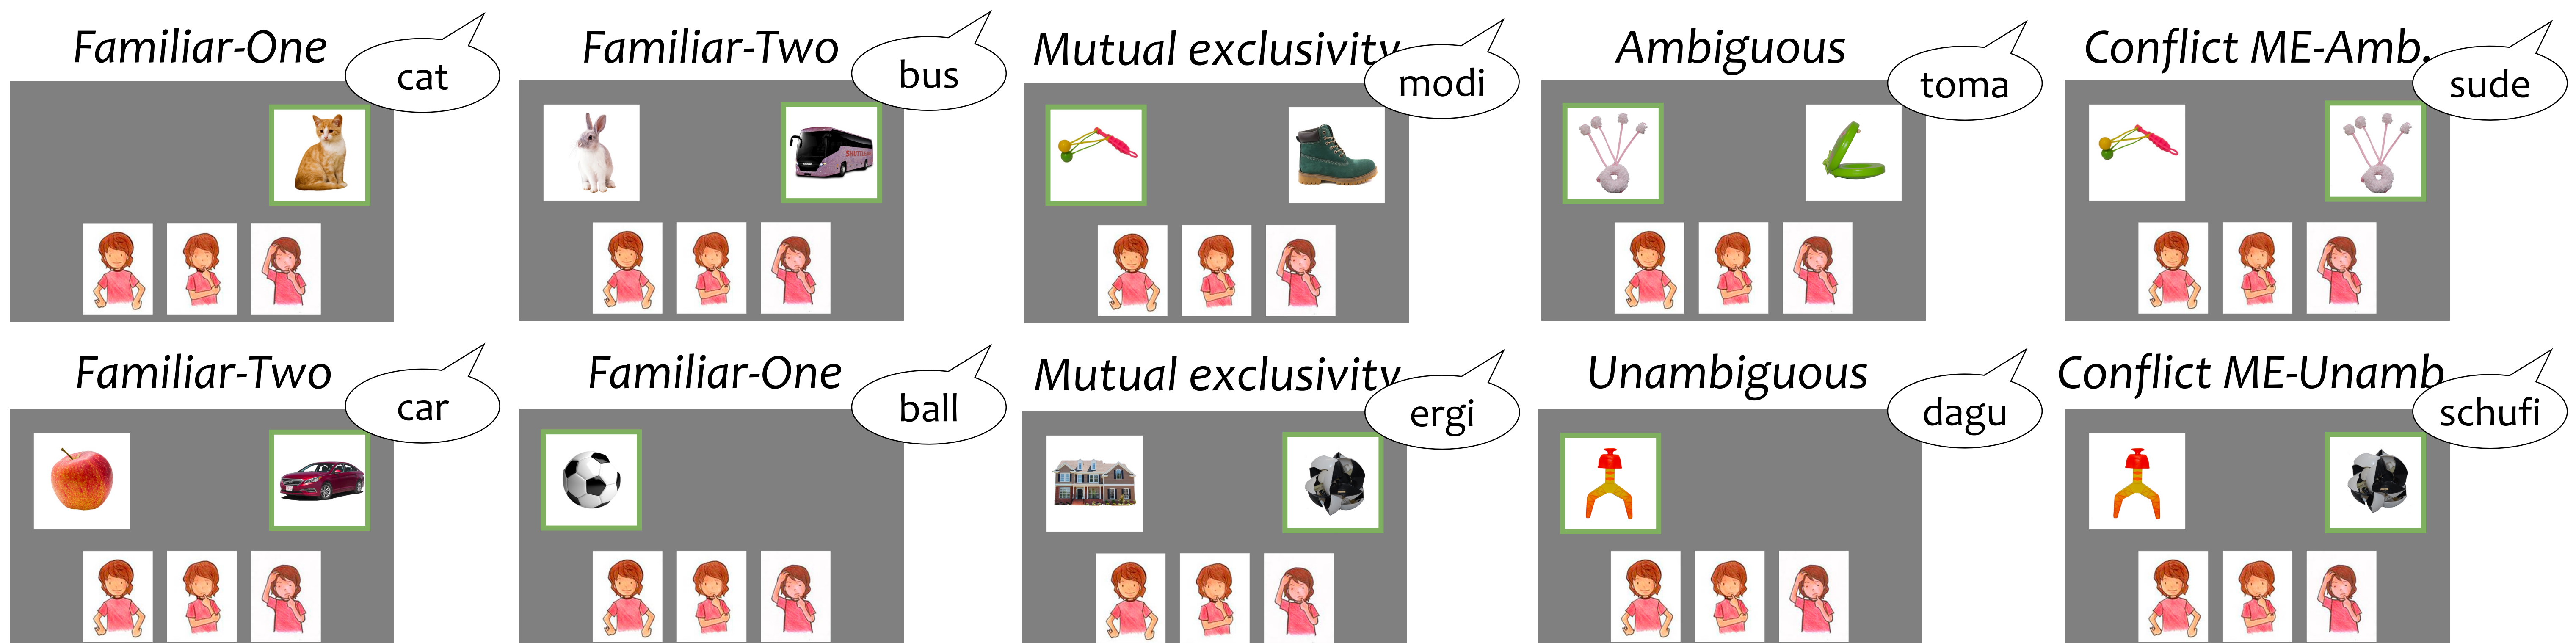 Familiar-One
cat
Familiar-Two
bus
Mutual exclusivity
modi
Ambiguous
toma
Conflict ME-Amb.
sude
Familiar-Two
car
Familiar-One
ball
Mutual exclusivity
ergi
Unambiguous
dagu
Conflict ME-Unamb
schufi